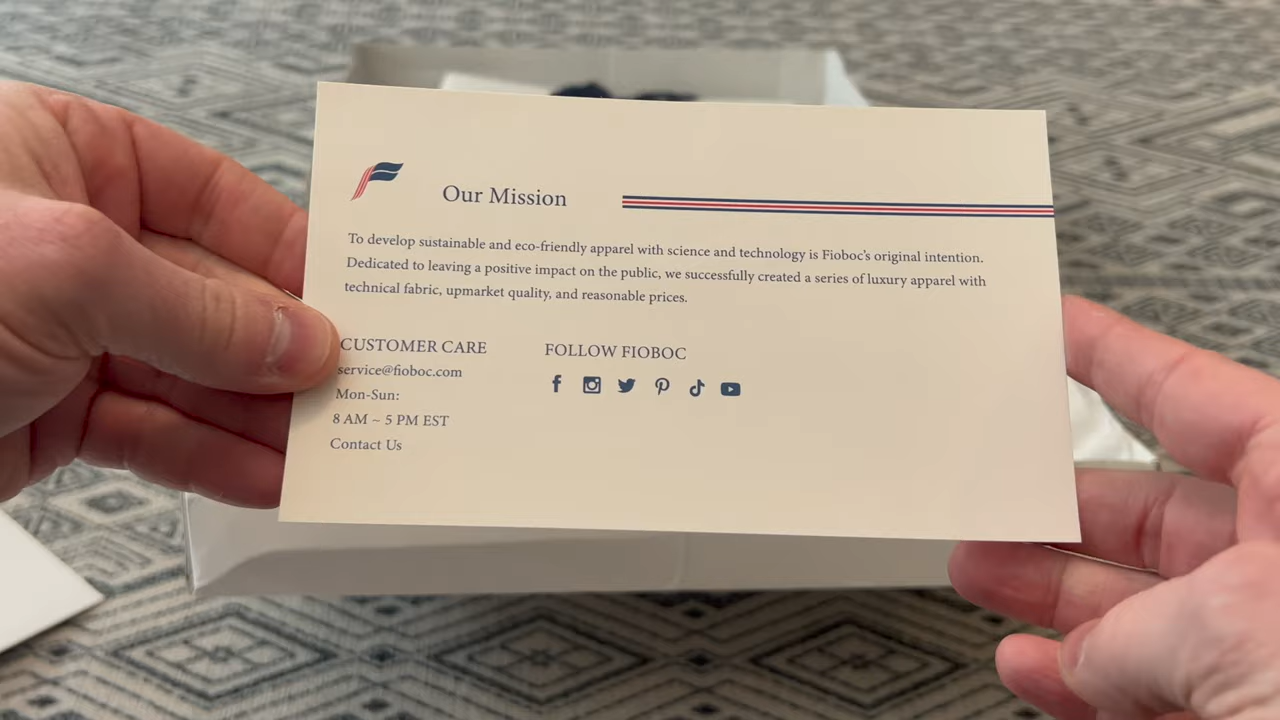 Our Mission
To develop sustainable and eco-friendly apparel with science and technology is Fioboc's original intention.
Dedicated to leaving a positive impact on the public, we successfully created a series of luxury apparel with
technical fabric, upmarket quality, and reasonable prices.
CUSTOMER CARE
service@fioboc.com
Mon-Sun:
8 AM ~ 5 PM EST
Contact Us
FOLLOW FIOBOC